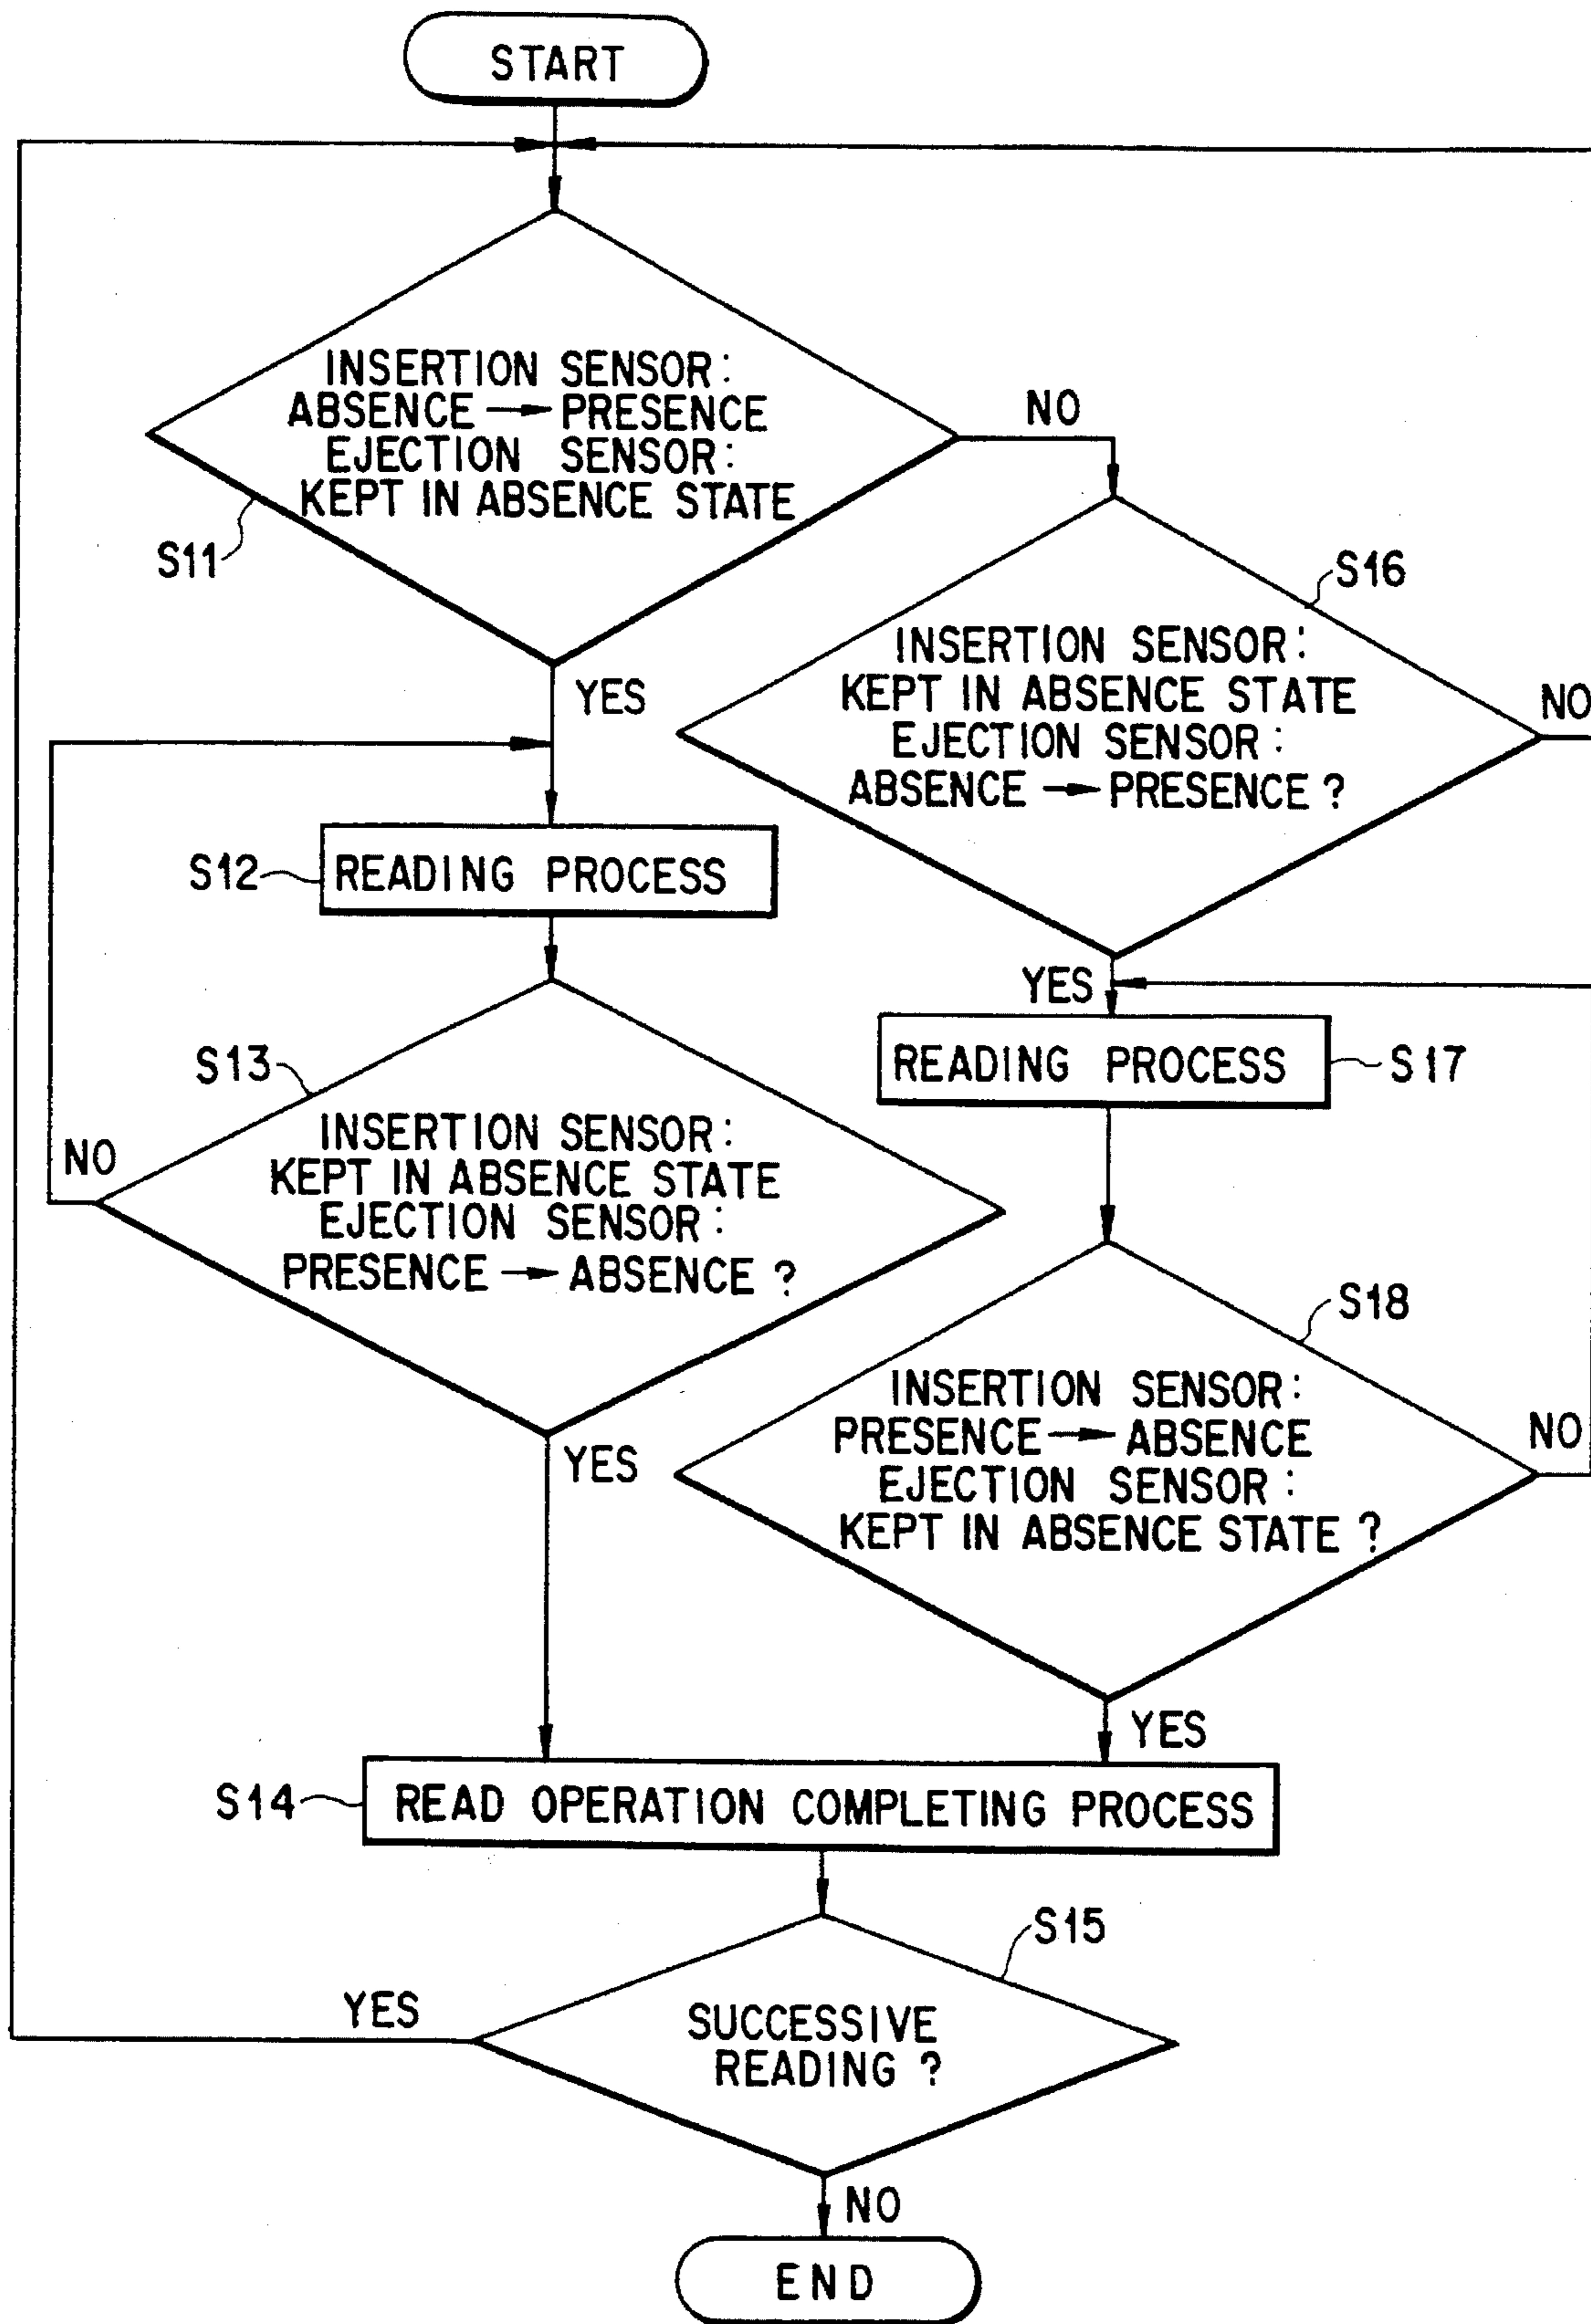 START
INSERTION SENSOR:
ABSENCE → PRESENCE
EJECTION SENSOR:
KEPT IN ABSENCE STATE
S11
NO
YES
S16
INSERTION SENSOR:
KEPT IN ABSENCE STATE
EJECTION SENSOR:
ABSENCE → PRESENCE ?
NO
YES
S12
READING PROCESS
S13
INSERTION SENSOR:
KEPT IN ABSENCE STATE
EJECTION SENSOR:
PRESENCE → ABSENCE ?
NO
YES
READING PROCESS
S17
S18
INSERTION SENSOR:
PRESENCE → ABSENCE
EJECTION SENSOR:
KEPT IN ABSENCE STATE ?
NO
YES
S14
READ OPERATION COMPLETING PROCESS
S15
SUCCESSIVE
READING ?
YES
NO
END